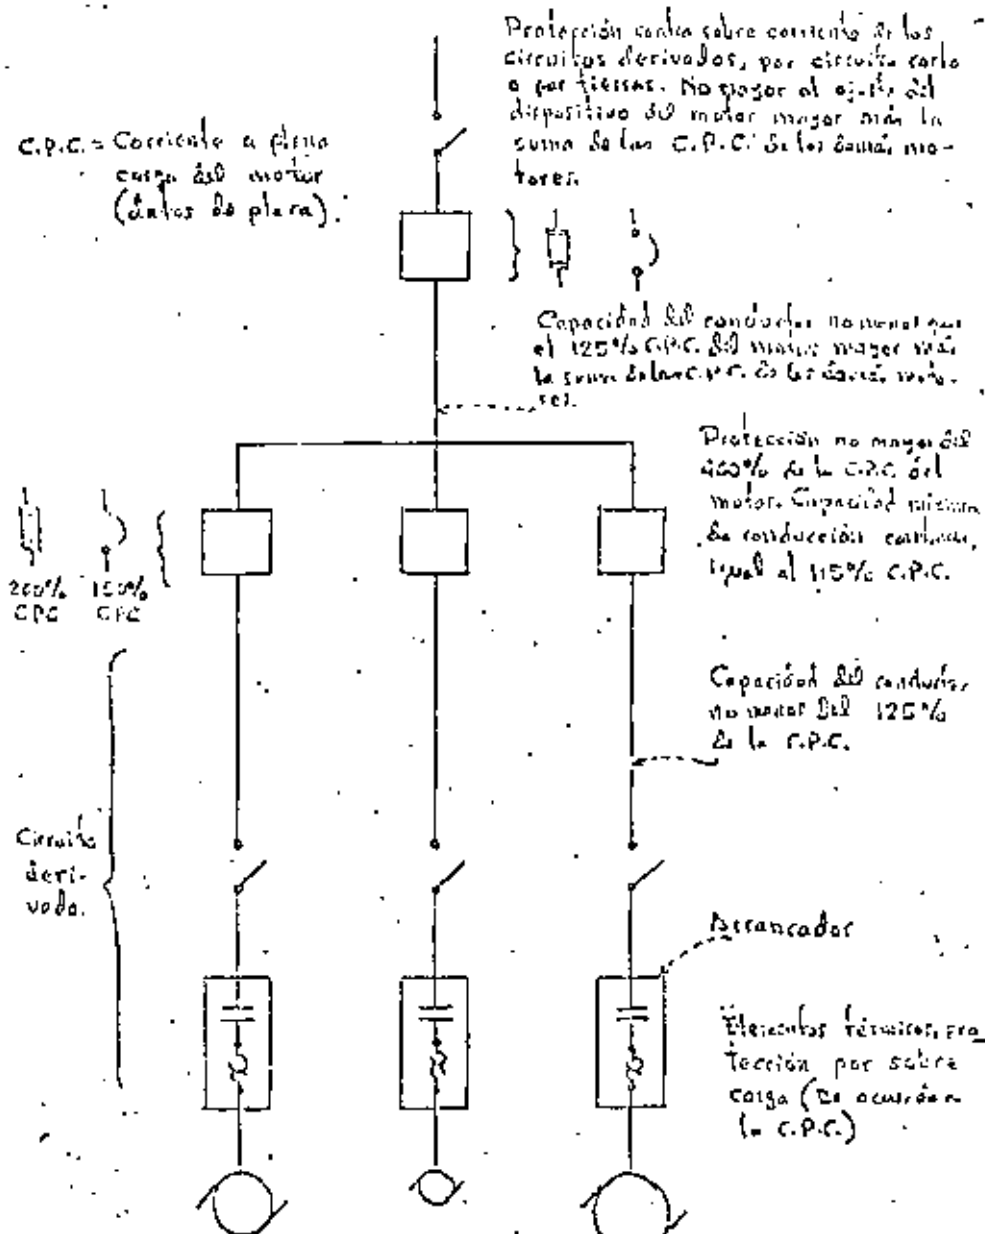 Protección contra sobre corriente de los
circuitos derivados, por circuito corto
o por tierras. No mayor al ajuste del
dispositivo del motor mayor más la
suma de las C.P.C. de los demás mo-
tores.
C.P.C. = Corriente a plena
carga del motor
(datos de placa).
Capacidad del conductor no menor que
el 125% C.P.C. del motor mayor más
la suma de las C.P.C. de los demás moto-
res.
Protección no mayor del
400% de la C.P.C. del
motor. Capacidad mínima
de conducción continua,
igual al 115% C.P.C.
200% 150%
CPC CPC
Capacidad del conductor
no menor del 125%
de la C.P.C.
Circuito
deri-
vado.
Arrancador
Elementos térmicos, pro-
tección por sobre
carga (De acuerdo a
la C.P.C.)